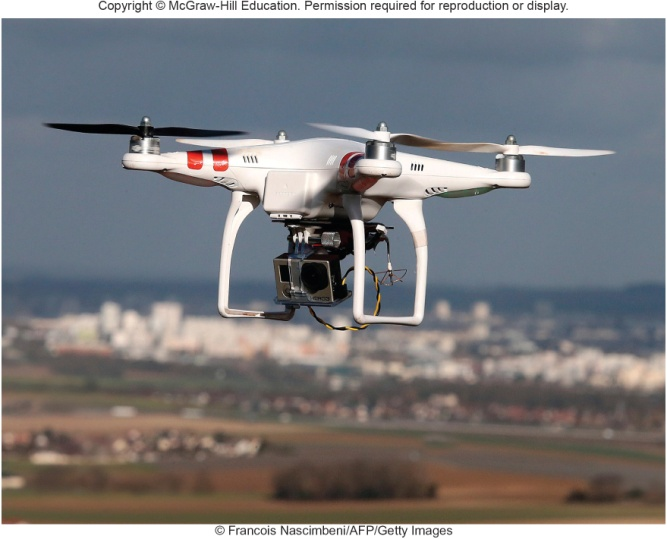 Copyright © McGraw-Hill Education. Permission required for reproduction or display.
© Francois Nascimbeni/AFP/Getty Images